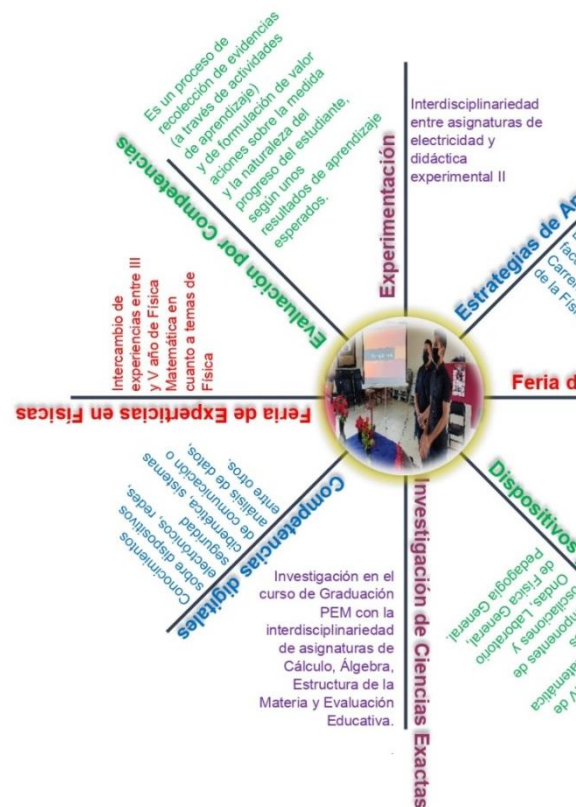 Experimentación
Interdisciplinariedad
entre asignaturas de
electricidad y
didáctica
experimental II
Estrategias de
Carre
de la Fís
Feria d
Dispositivos
Ondas, Laboratorio
de Física General,
Pedagogía General.
Investigación de Ciencias Exactas
Investigación en el
curso de Graduación
PEM con la
interdisciplinariedad
de asignaturas de
Cálculo, Álgebra,
Estructura de la
Materia y Evaluación
Educativa.
Competencias digitales
Conocimientos
sobre dispositivos
electrónicos, redes,
seguridad
cibernética, sistemas
de comunicación o
análisis de datos,
entre otros.
Feria de Experticias en Físicas
Intercambio de
experiencias entre III
y V año de Física
Matemática en
cuanto a temas de
Física
Evaluación por Competencias
Es un proceso de
recolección de evidencias
(a través de actividades
de aprendizaje)
y de formulación de valor
aciones sobre la medida
y la naturaleza del
progreso del estudiante,
según unos
resultados de aprendizaje
esperados.